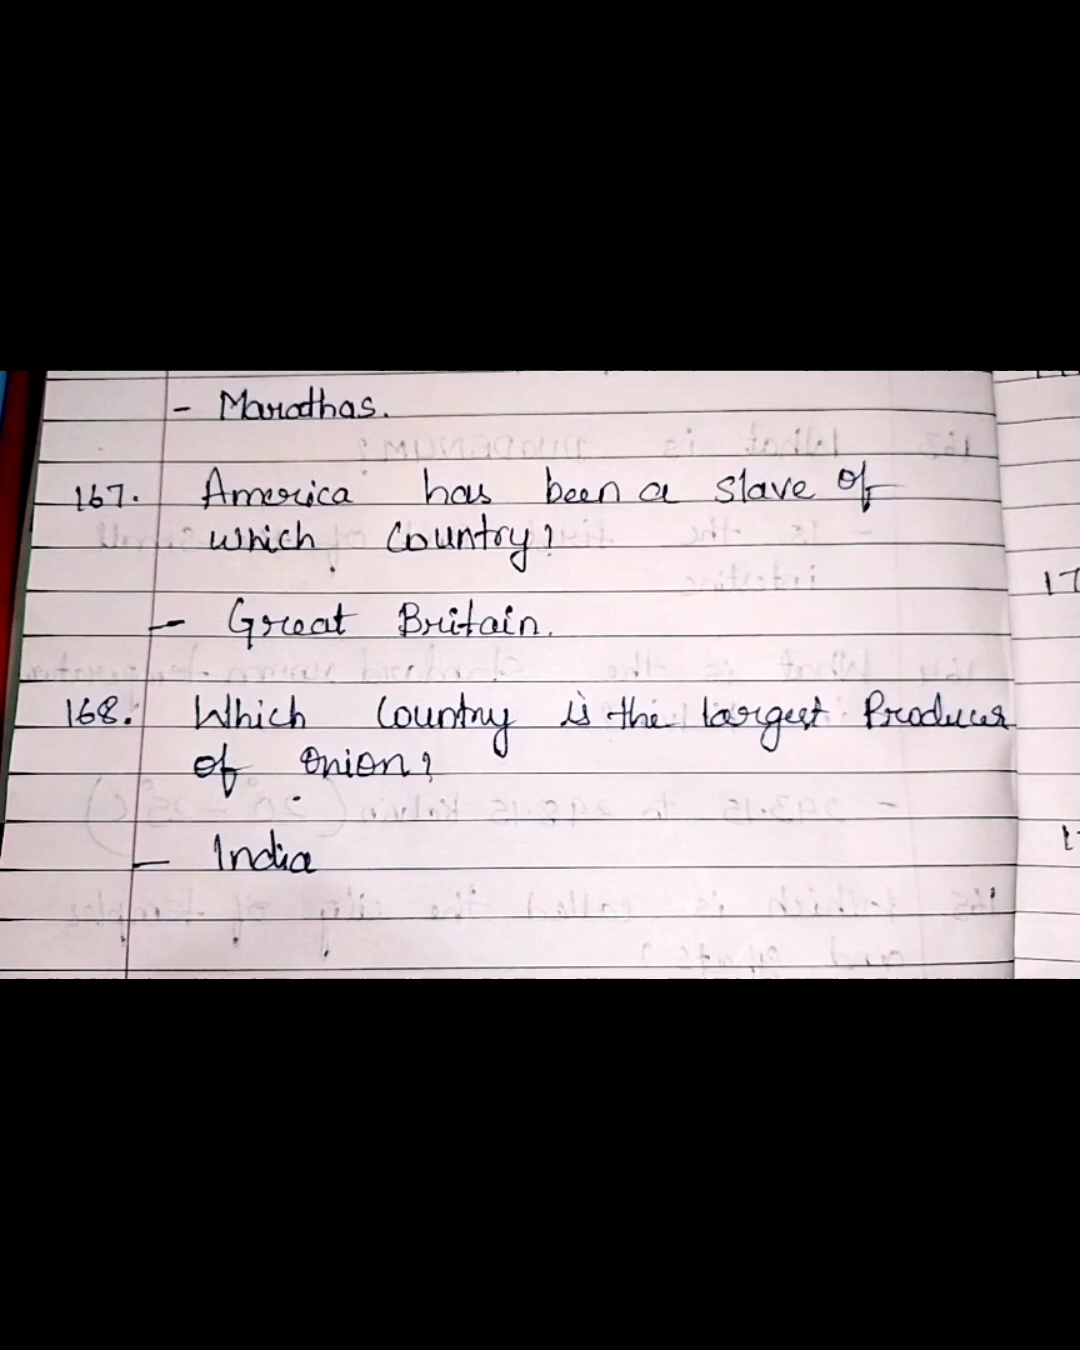 - Marathas.
167. America has been a slave of
which Country?
- Great Britain.
168. Which Country is the largest Producer
of onion?
- India
17